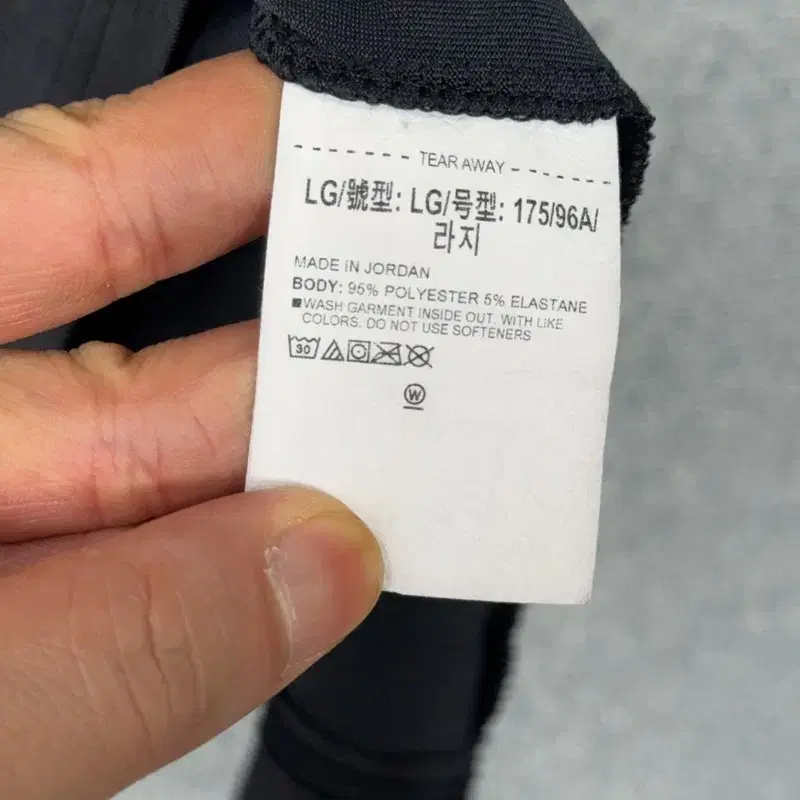 TEAR AWAY
LG/號型: LG/号型: 175/96A/
라지
MADE IN JORDAN
BODY: 95% POLYESTER 5% ELASTANE
WASH GARMENT INSIDE OUT. WITH LIKE
COLORS. DO NOT USE SOFTENERS
30
W